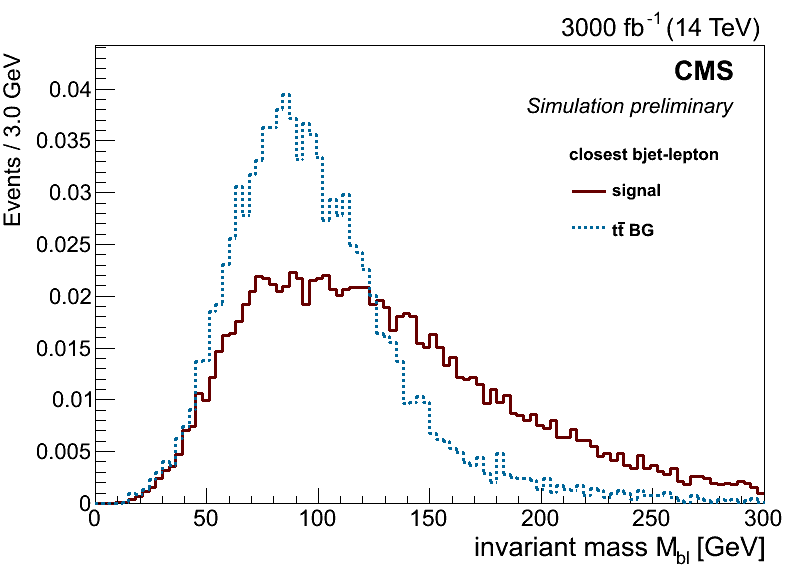 3000 fb⁻¹ (14 TeV)
CMS
Simulation preliminary
closest bjet-lepton
signal
tt̄ BG
Events / 3.0 GeV
0.04
0.035
0.03
0.025
0.02
0.015
0.01
0.005
0
0 50 100 150 200 250 300
invariant mass M_bl [GeV]